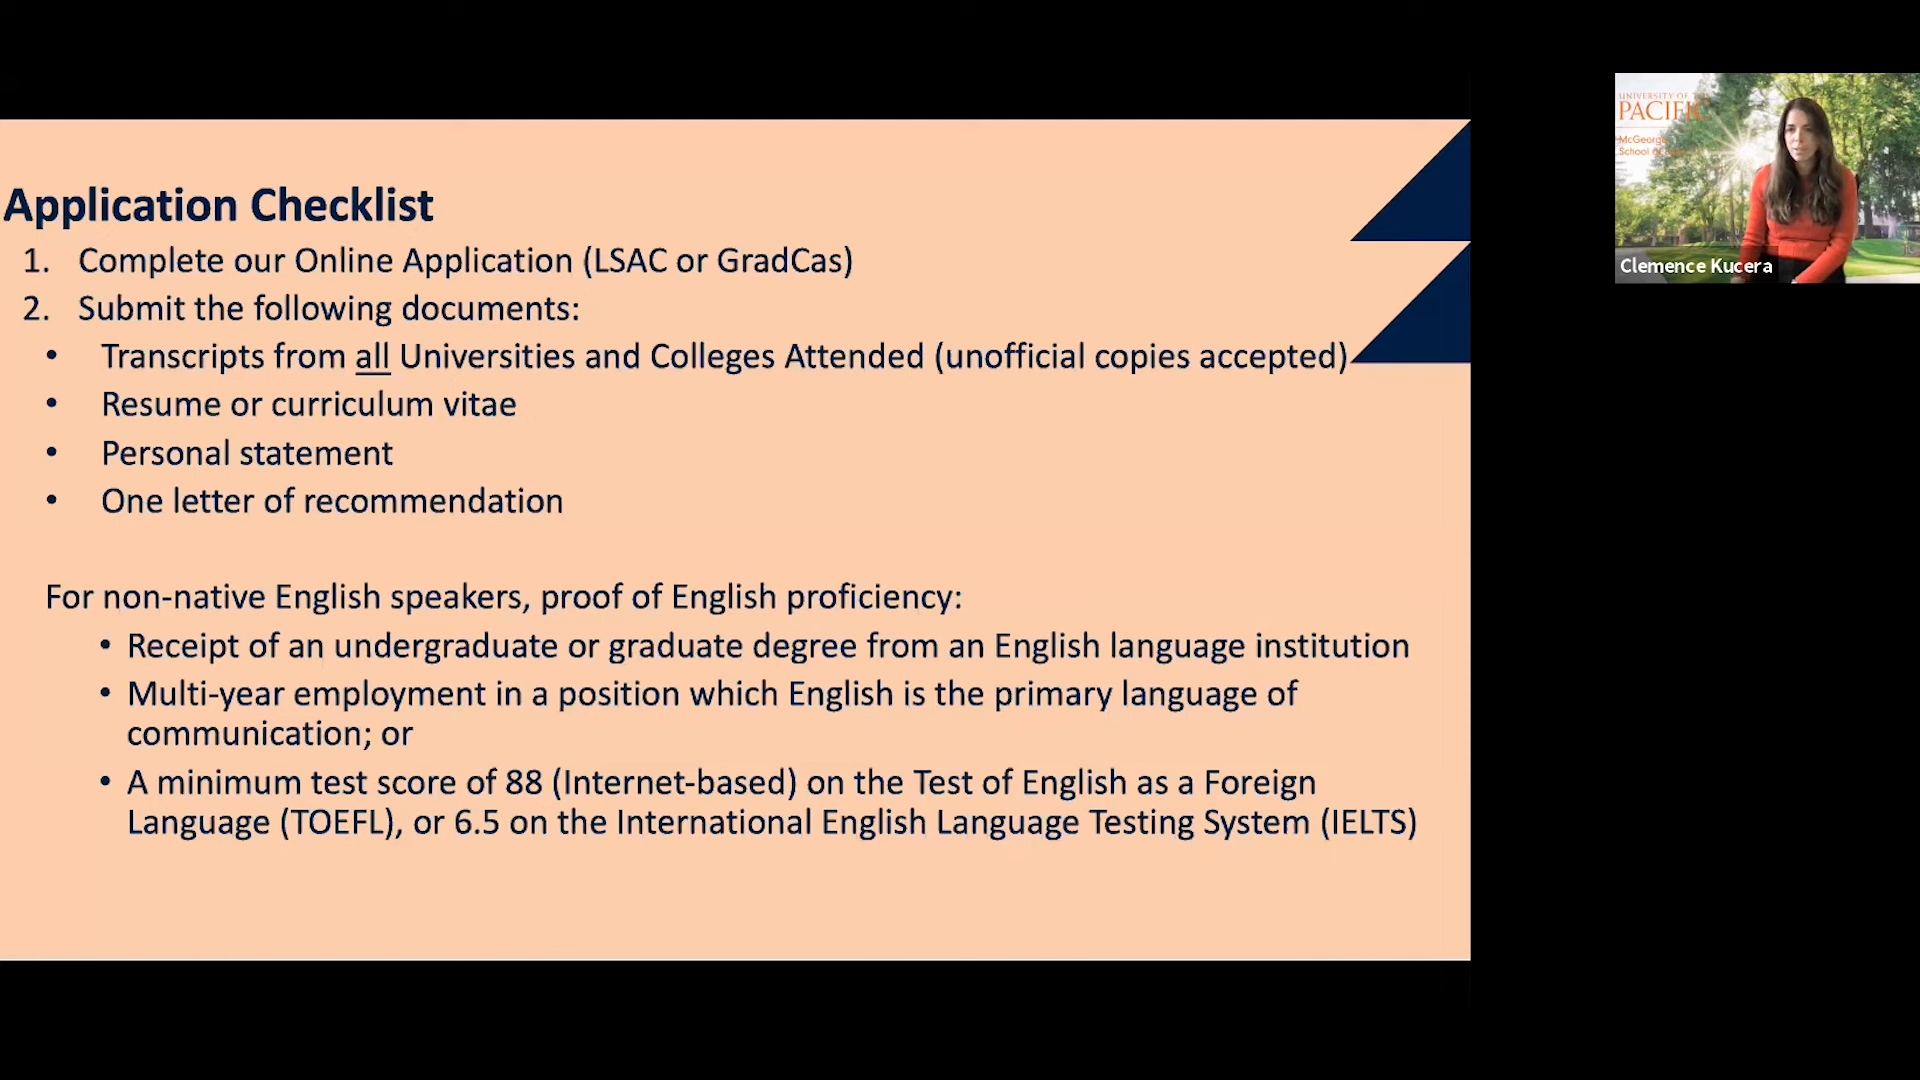 Application Checklist
1. Complete our Online Application (LSAC or GradCas)
2. Submit the following documents:
• Transcripts from all Universities and Colleges Attended (unofficial copies accepted)
• Resume or curriculum vitae
• Personal statement
• One letter of recommendation
For non-native English speakers, proof of English proficiency:
• Receipt of an undergraduate or graduate degree from an English language institution
• Multi-year employment in a position which English is the primary language of
communication; or
• A minimum test score of 88 (Internet-based) on the Test of English as a Foreign
Language (TOEFL), or 6.5 on the International English Language Testing System (IELTS)
UNIVERSITY OF
PACIFIC
McGeorge
School
Clemence Kucera